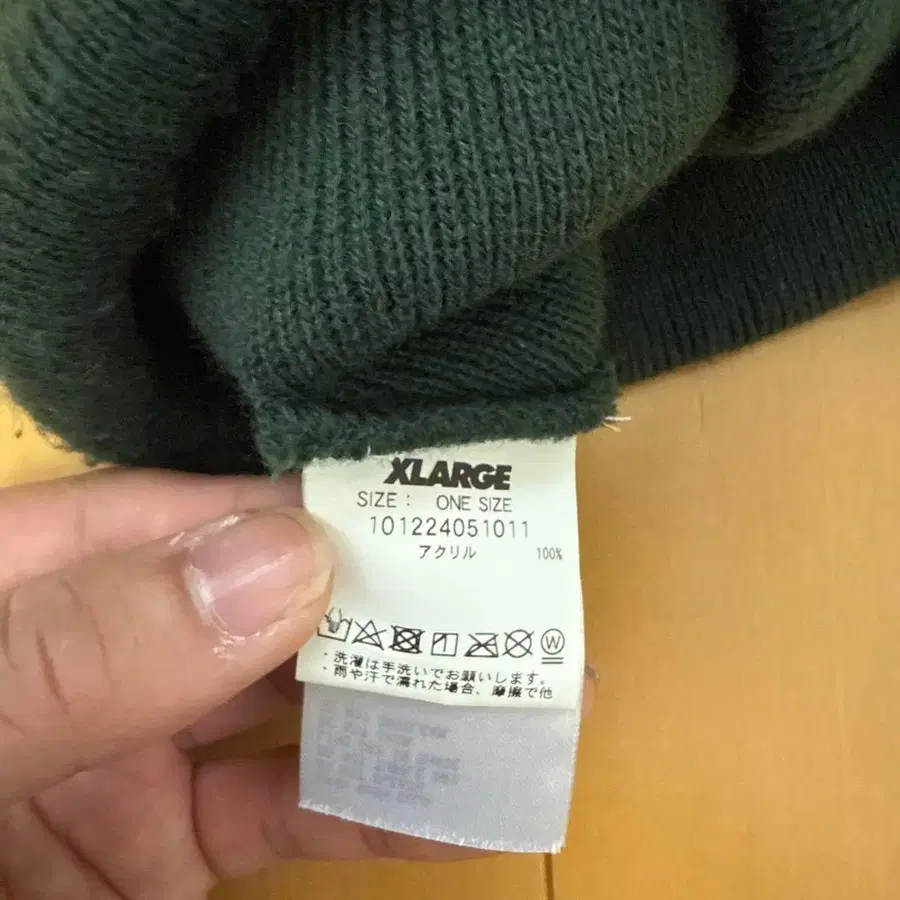 XLARGE
SIZE : ONE SIZE
101224051011
アクリル 100%
W
・洗濯は手洗いでお願いします。
・雨や汗で濡れた場合、摩擦で他